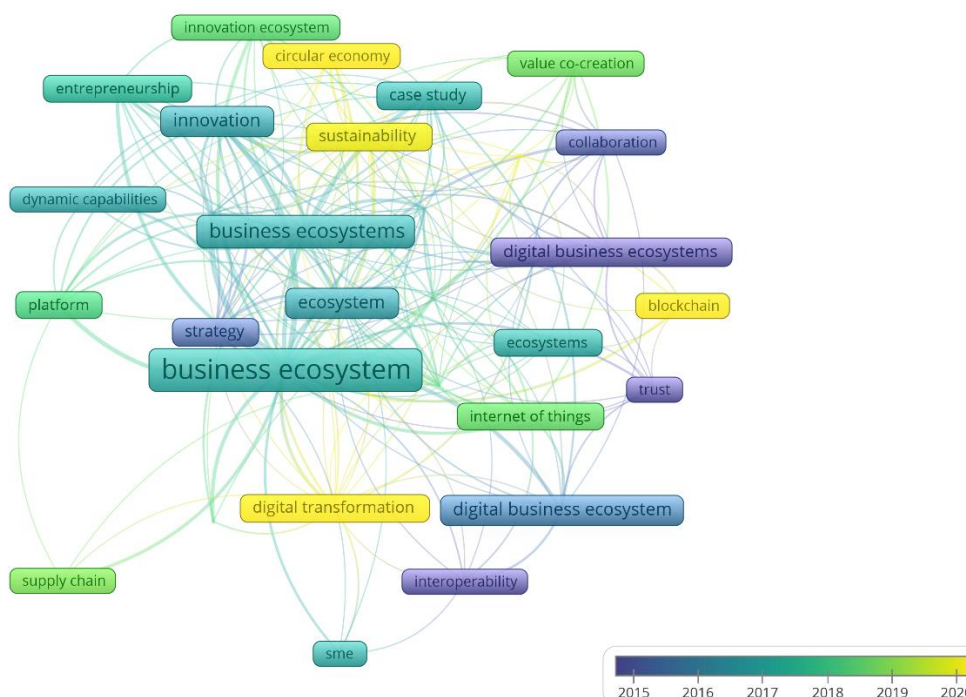 innovation ecosystem
circular economy
value co-creation
entrepreneurship
case study
innovation
sustainability
collaboration
dynamic capabilities
business ecosystems
digital business ecosystems
platform
ecosystem
blockchain
strategy
ecosystems
business ecosystem
trust
internet of things
digital transformation
digital business ecosystem
supply chain
interoperability
sme
2015 2016 2017 2018 2019